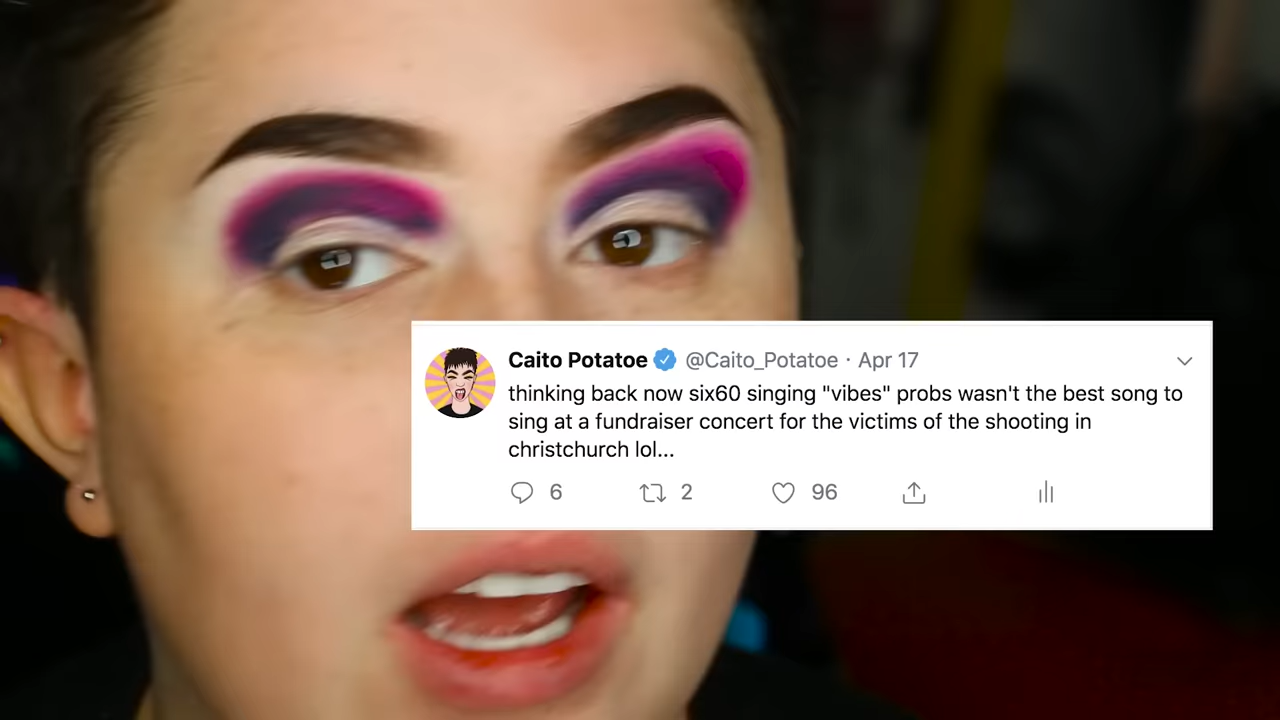 Caito Potatoe @Caito_Potatoe · Apr 17
thinking back now six60 singing "vibes" probs wasn't the best song to
sing at a fundraiser concert for the victims of the shooting in
christchurch lol...
6 2 96